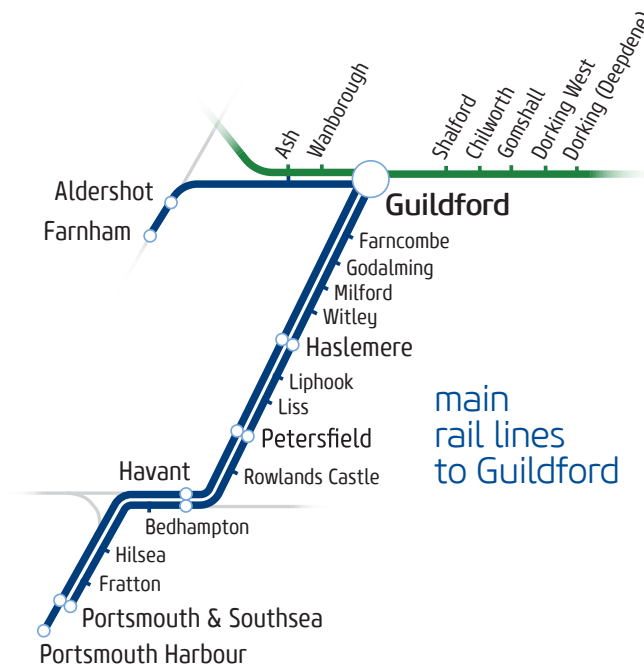 Ash
Wanborough
Shalford
Chilworth
Gomshall
Dorking West
Dorking (Deepdene)
Aldershot
Farnham
Guildford
Farncombe
Godalming
Milford
Witley
Haslemere
Liphook
Liss
Petersfield
Rowlands Castle
main
rail lines
to Guildford
Havant
Bedhampton
Hilsea
Fratton
Portsmouth & Southsea
Portsmouth Harbour